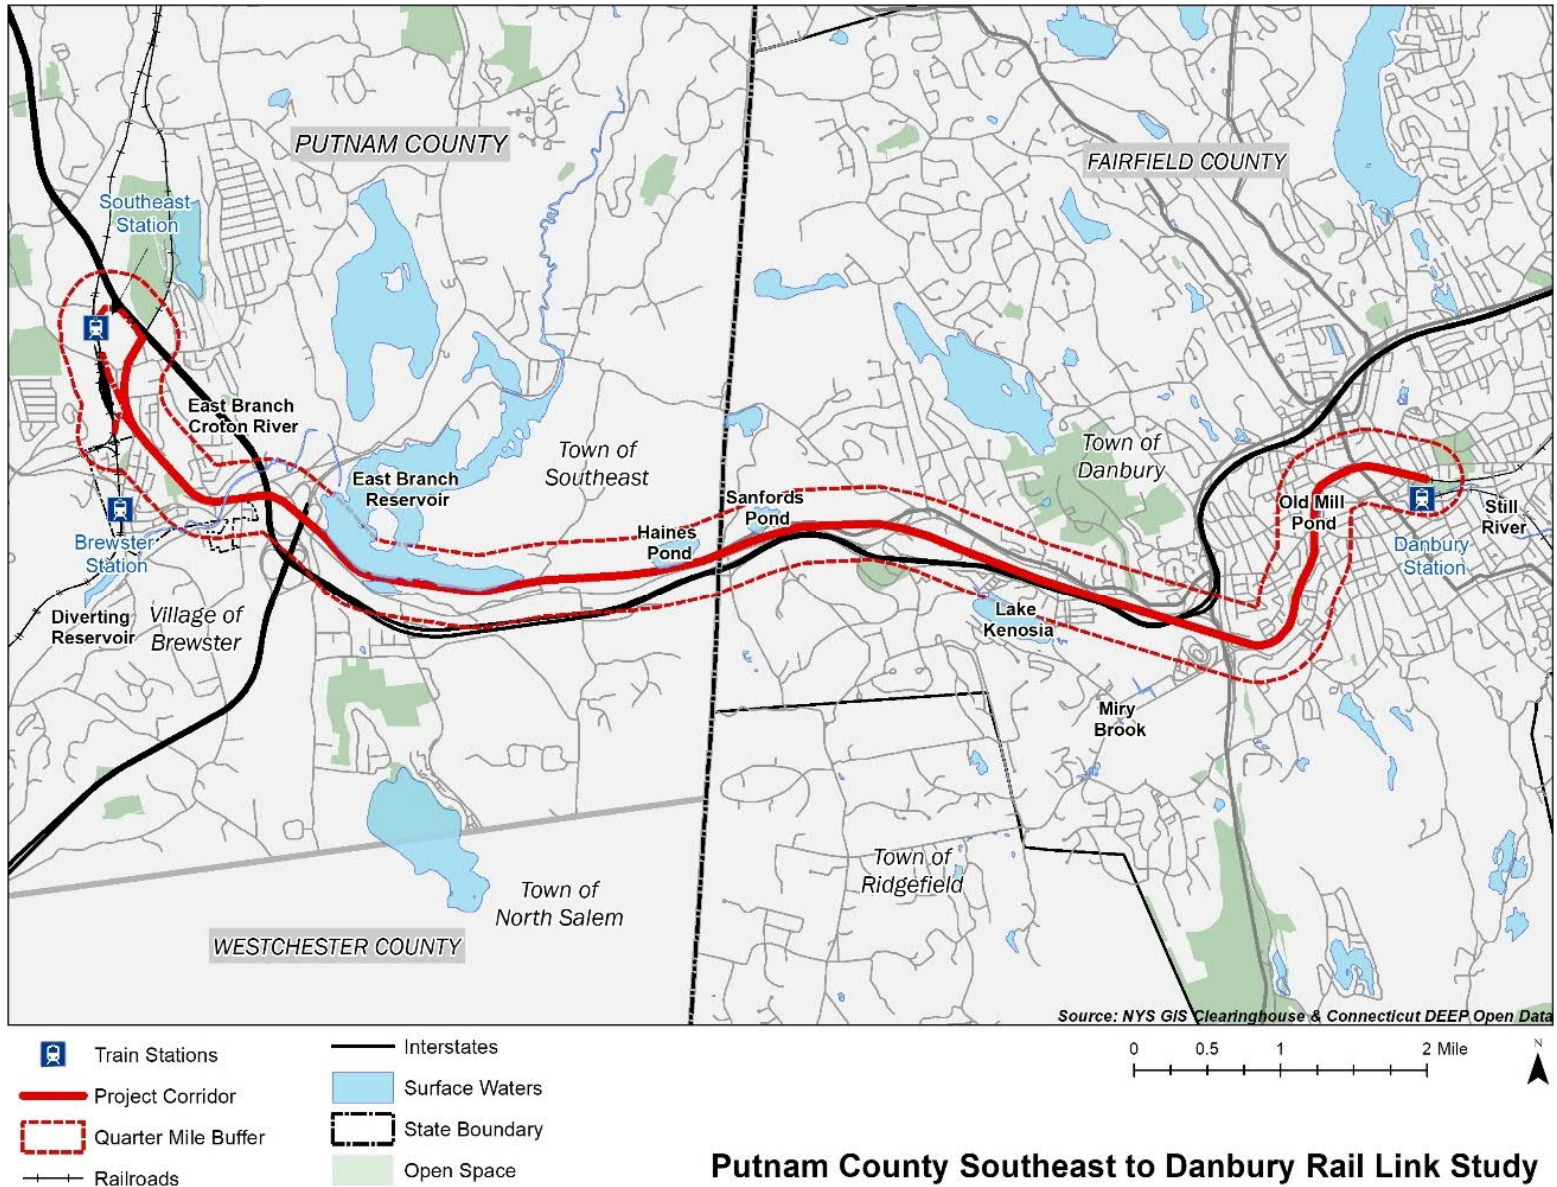 PUTNAM COUNTY
FAIRFIELD COUNTY
Southeast
Station
East Branch
Croton River
Town of
Southeast
Town of
Danbury
East Branch
Reservoir
Sanfords
Pond
Old Mill
Pond
Still
River
Haines
Pond
Brewster
Station
Danbury
Station
Diverting
Reservoir
Village of
Brewster
Lake
Kenosia
Miry
Brook
Town of
Ridgefield
Town of
North Salem
WESTCHESTER COUNTY
Source: NYS GIS Clearinghouse & Connecticut DEEP Open Data
Train Stations
Project Corridor
Quarter Mile Buffer
Railroads
Interstates
Surface Waters
State Boundary
Open Space
0 0.5 1 2 Mile
N
Putnam County Southeast to Danbury Rail Link Study